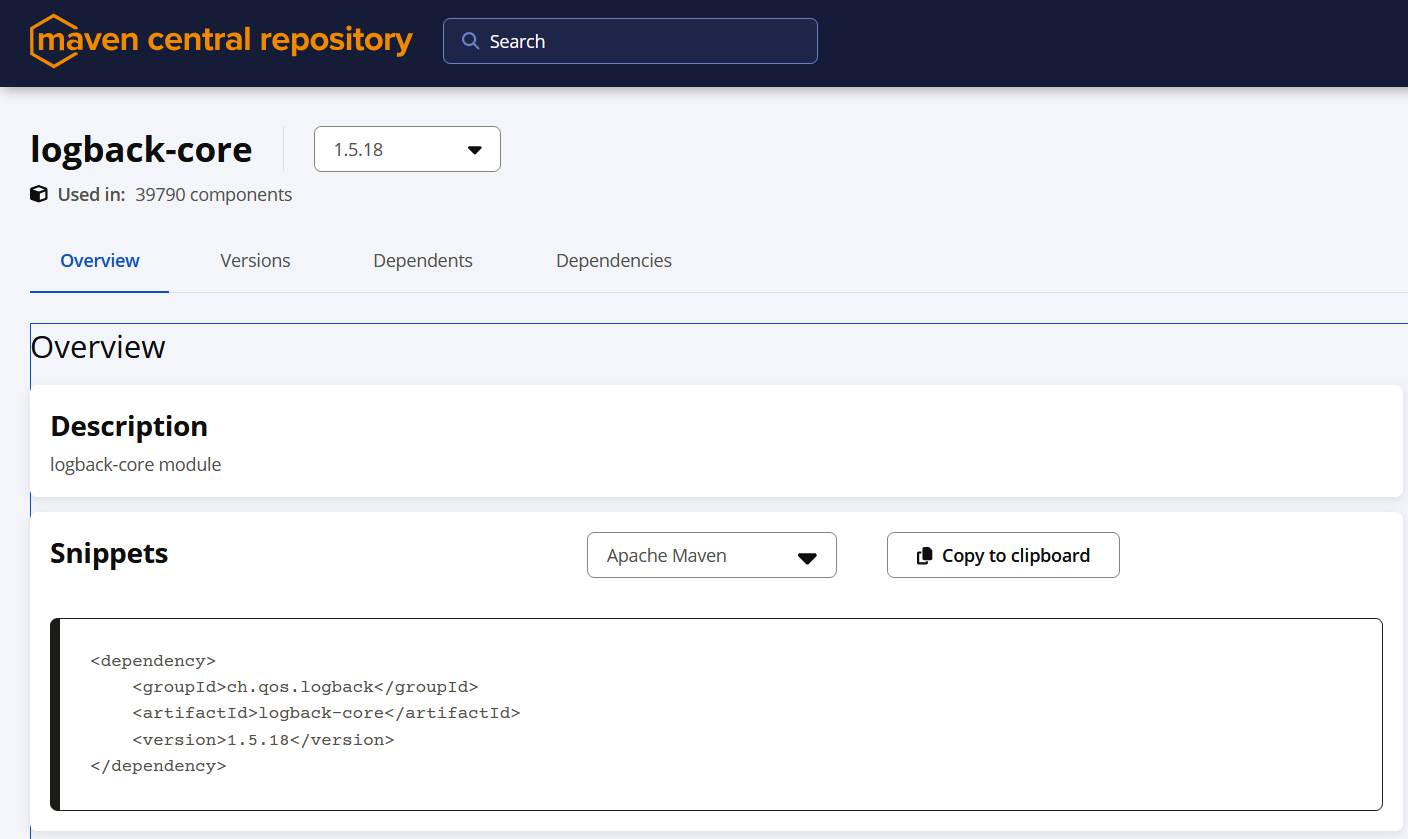 maven central repository
Search
logback-core
1.5.18
Used in: 39790 components
Overview Versions Dependents Dependencies
Overview
Description
logback-core module
Snippets
Apache Maven
Copy to clipboard
<dependency>
    <groupId>ch.qos.logback</groupId>
    <artifactId>logback-core</artifactId>
    <version>1.5.18</version>
</dependency>